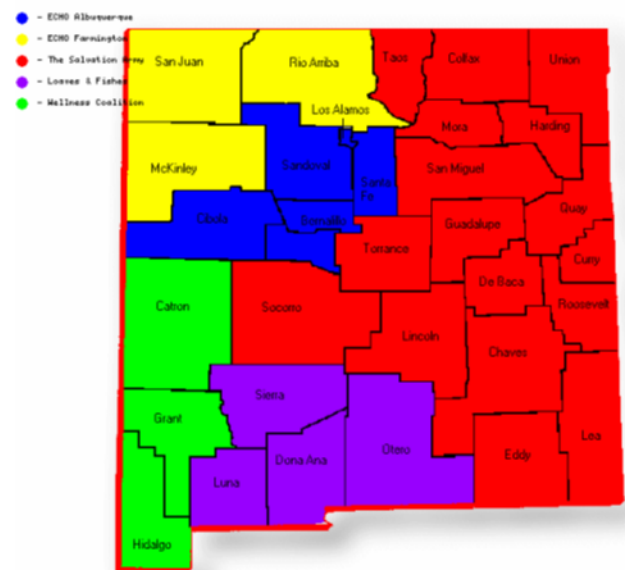 - ECHO Albuquerque
- ECHO Farmington
- The Salvation Army
- Loaves & Fishes
- Wellness Coalition
San Juan
Rio Arriba
Taos
Colfax
Union
Los Alamos
Mora
Harding
McKinley
Sandoval
San Miguel
Santa
Fe
Quay
Cibola
Bernalillo
Guadalupe
Torrance
Curry
De Baca
Catron
Socorro
Roosevelt
Lincoln
Chaves
Sierra
Grant
Otero
Lea
Luna
Dona Ana
Eddy
Hidalgo